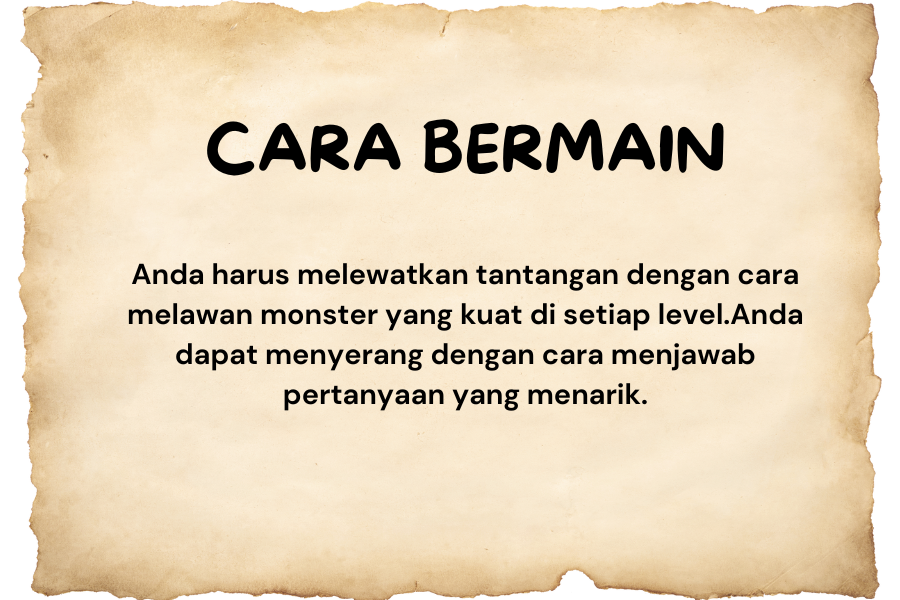 CARA BERMAIN
Anda harus melewatkan tantangan dengan cara
melawan monster yang kuat di setiap level.Anda
dapat menyerang dengan cara menjawab
pertanyaan yang menarik.